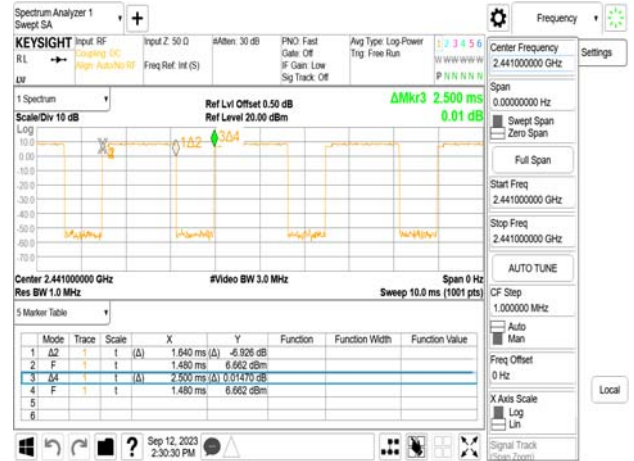 Spectrum Analyzer 1
Swept SA
+
Frequency
KEYSIGHT Input: RF Input Z: 50 Ω #Atten: 30 dB PNO: Fast Avg Type: Log-Power 1 2 3 4 5 6
RL Coupling: DC Gate: Off Trig: Free Run
Align: Auto/No RF Freq Ref: Int (S) IF Gain: Low W W W W W W
Sig Track: Off P N N N N N
LW
Center Frequency
2.441000000 GHz
Settings
Span
0.00000000 Hz
Swept Span
Zero Span
Full Span
Start Freq
2.441000000 GHz
Stop Freq
2.441000000 GHz
AUTO TUNE
CF Step
1.000000 MHz
Auto
Man
Freq Offset
0 Hz
X Axis Scale
Log
Lin
Signal Track
(Span Zoom)
Local
1 Spectrum
Ref Lvl Offset 0.50 dB
ΔMkr3 2.500 ms
Scale/Div 10 dB Ref Level 20.00 dBm 0.01 dB
Log
10.0
0.00
-10.0
-20.0
-30.0
-40.0
-50.0
-60.0
-70.0
1Δ2
3Δ4
Center 2.441000000 GHz #Video BW 3.0 MHz Span 0 Hz
Res BW 1.0 MHz Sweep 10.0 ms (1001 pts)
5 Marker Table
Mode Trace Scale X Y Function Function Width Function Value
1 Δ2 1 t (Δ) 1.640 ms (Δ) -6.926 dB
2 F 1 t 1.480 ms 6.662 dBm
3 Δ4 1 t (Δ) 2.500 ms (Δ) 0.01470 dB
4 F 1 t 1.480 ms 6.662 dBm
5
6
?
Sep 12, 2023
2:30:30 PM